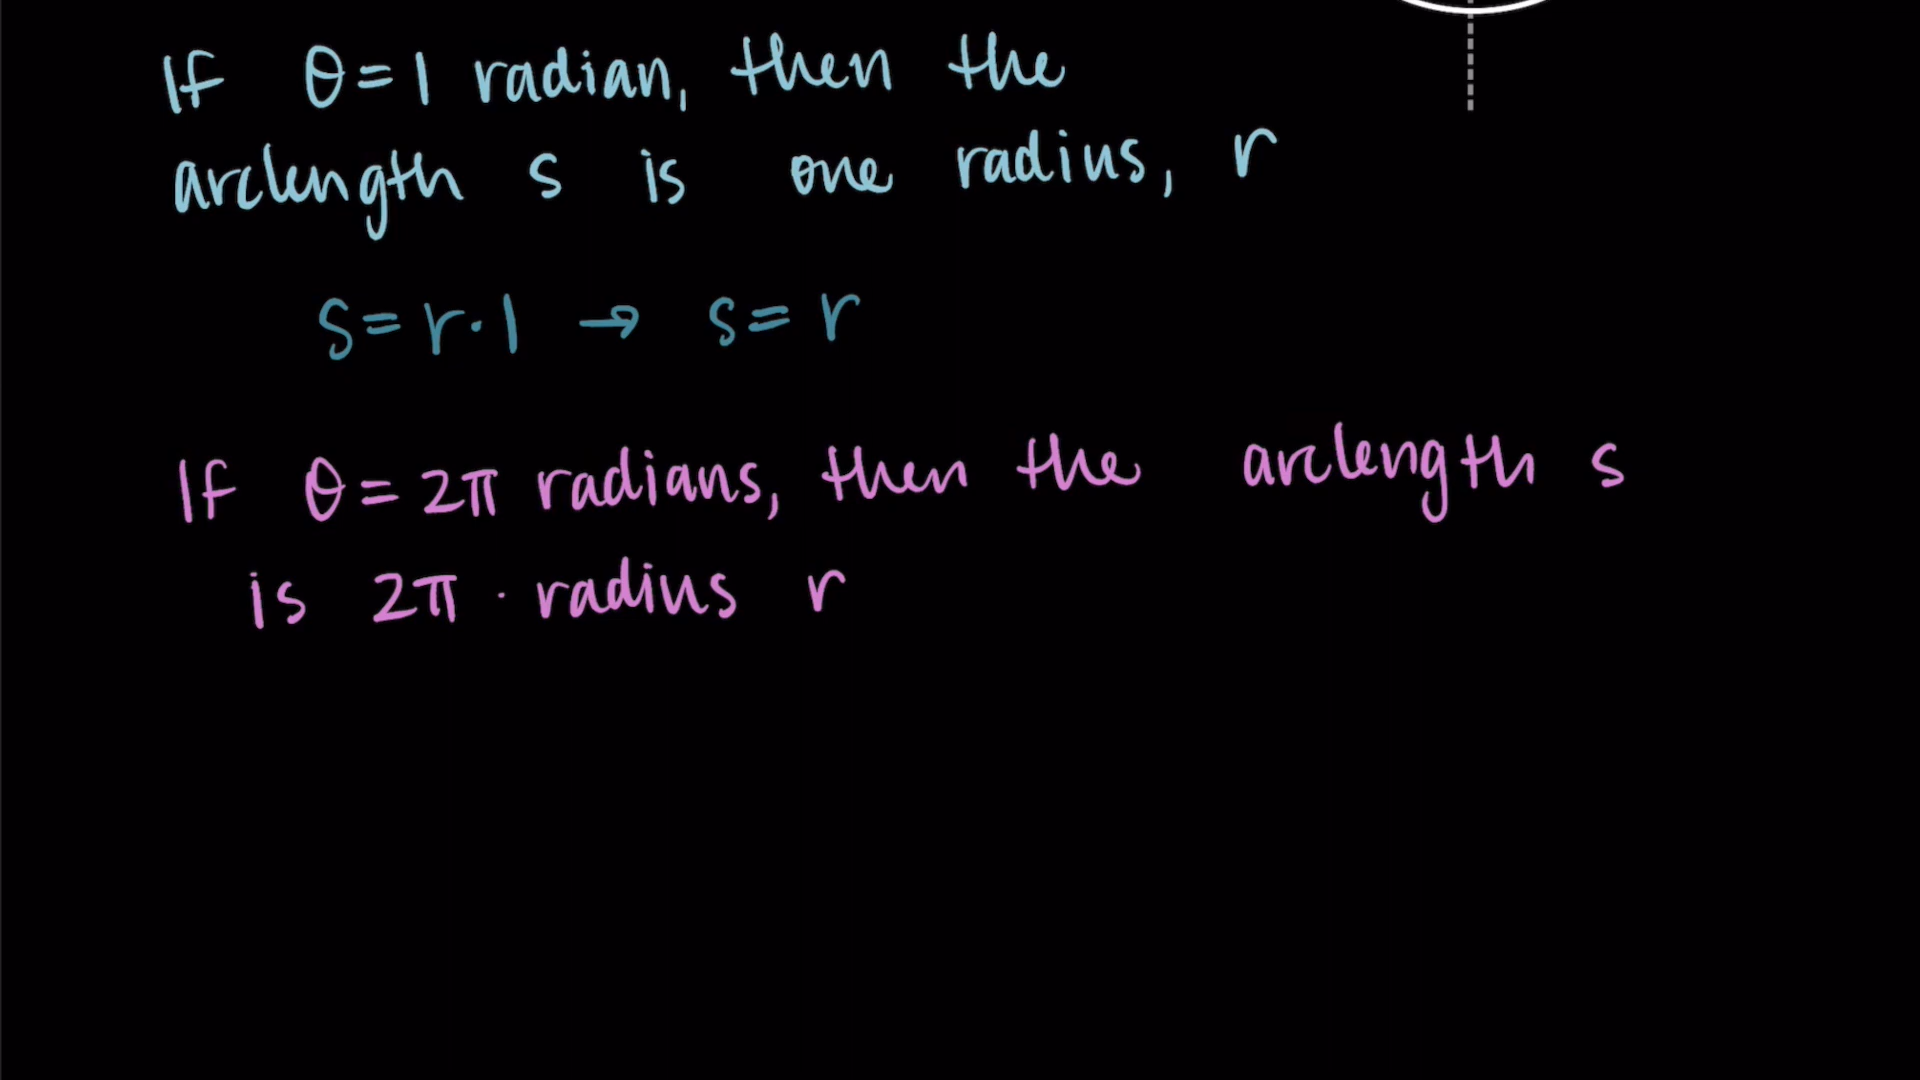 If θ=1 radian, then the
arclength s is one radius, r
s=r·1 → s=r
If θ=2π radians, then the arclength s
is 2π · radius r